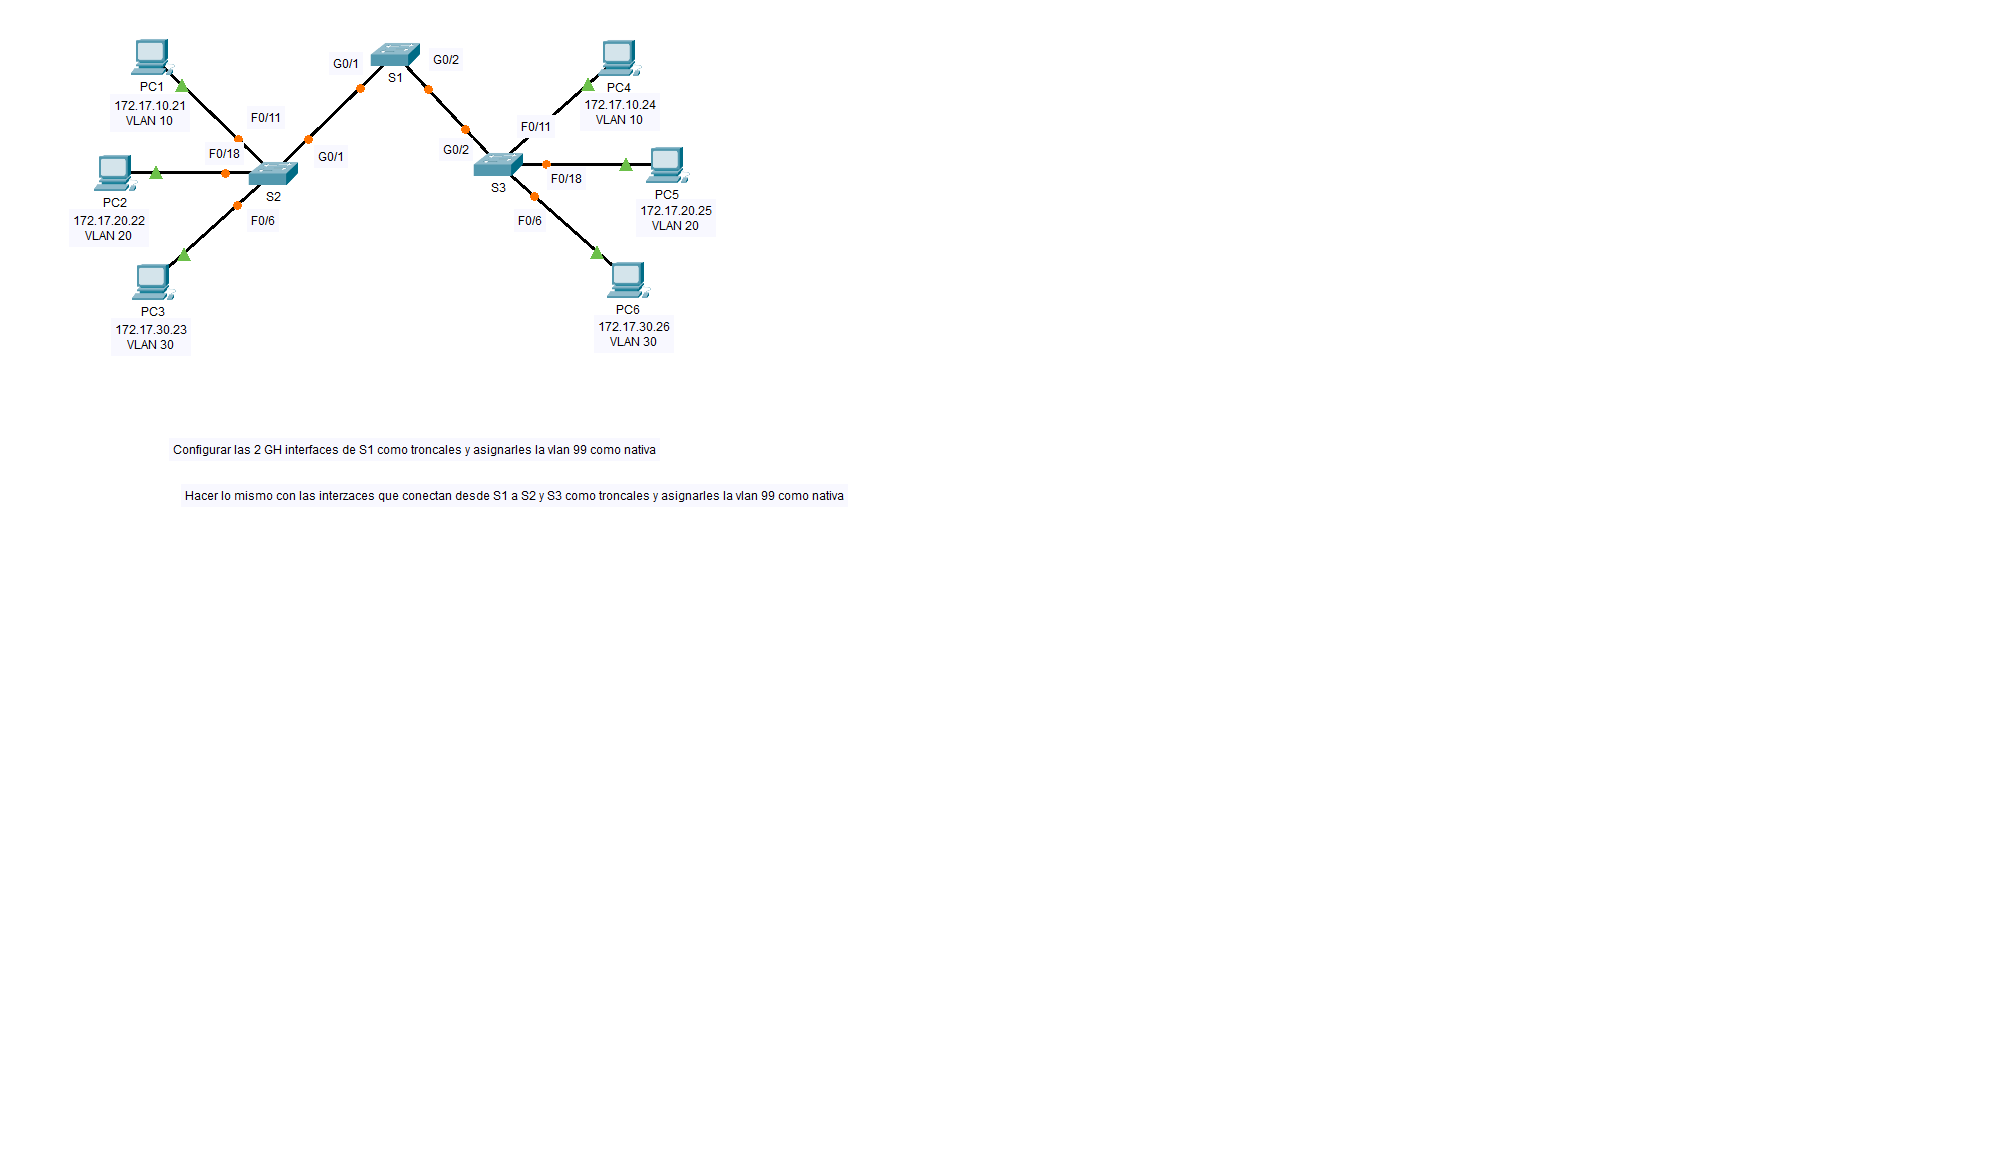 PC1
172.17.10.21
VLAN 10
F0/11
F0/18
PC2
172.17.20.22
VLAN 20
S2
F0/6
PC3
172.17.30.23
VLAN 30
G0/1
G0/1
S1
G0/2
G0/2
S3
F0/11
PC4
172.17.10.24
VLAN 10
F0/18
PC5
172.17.20.25
VLAN 20
F0/6
PC6
172.17.30.26
VLAN 30
Configurar las 2 GH interfaces de S1 como troncales y asignarles la vlan 99 como nativa
Hacer lo mismo con las interzaces que conectan desde S1 a S2 y S3 como troncales y asignarles la vlan 99 como nativa